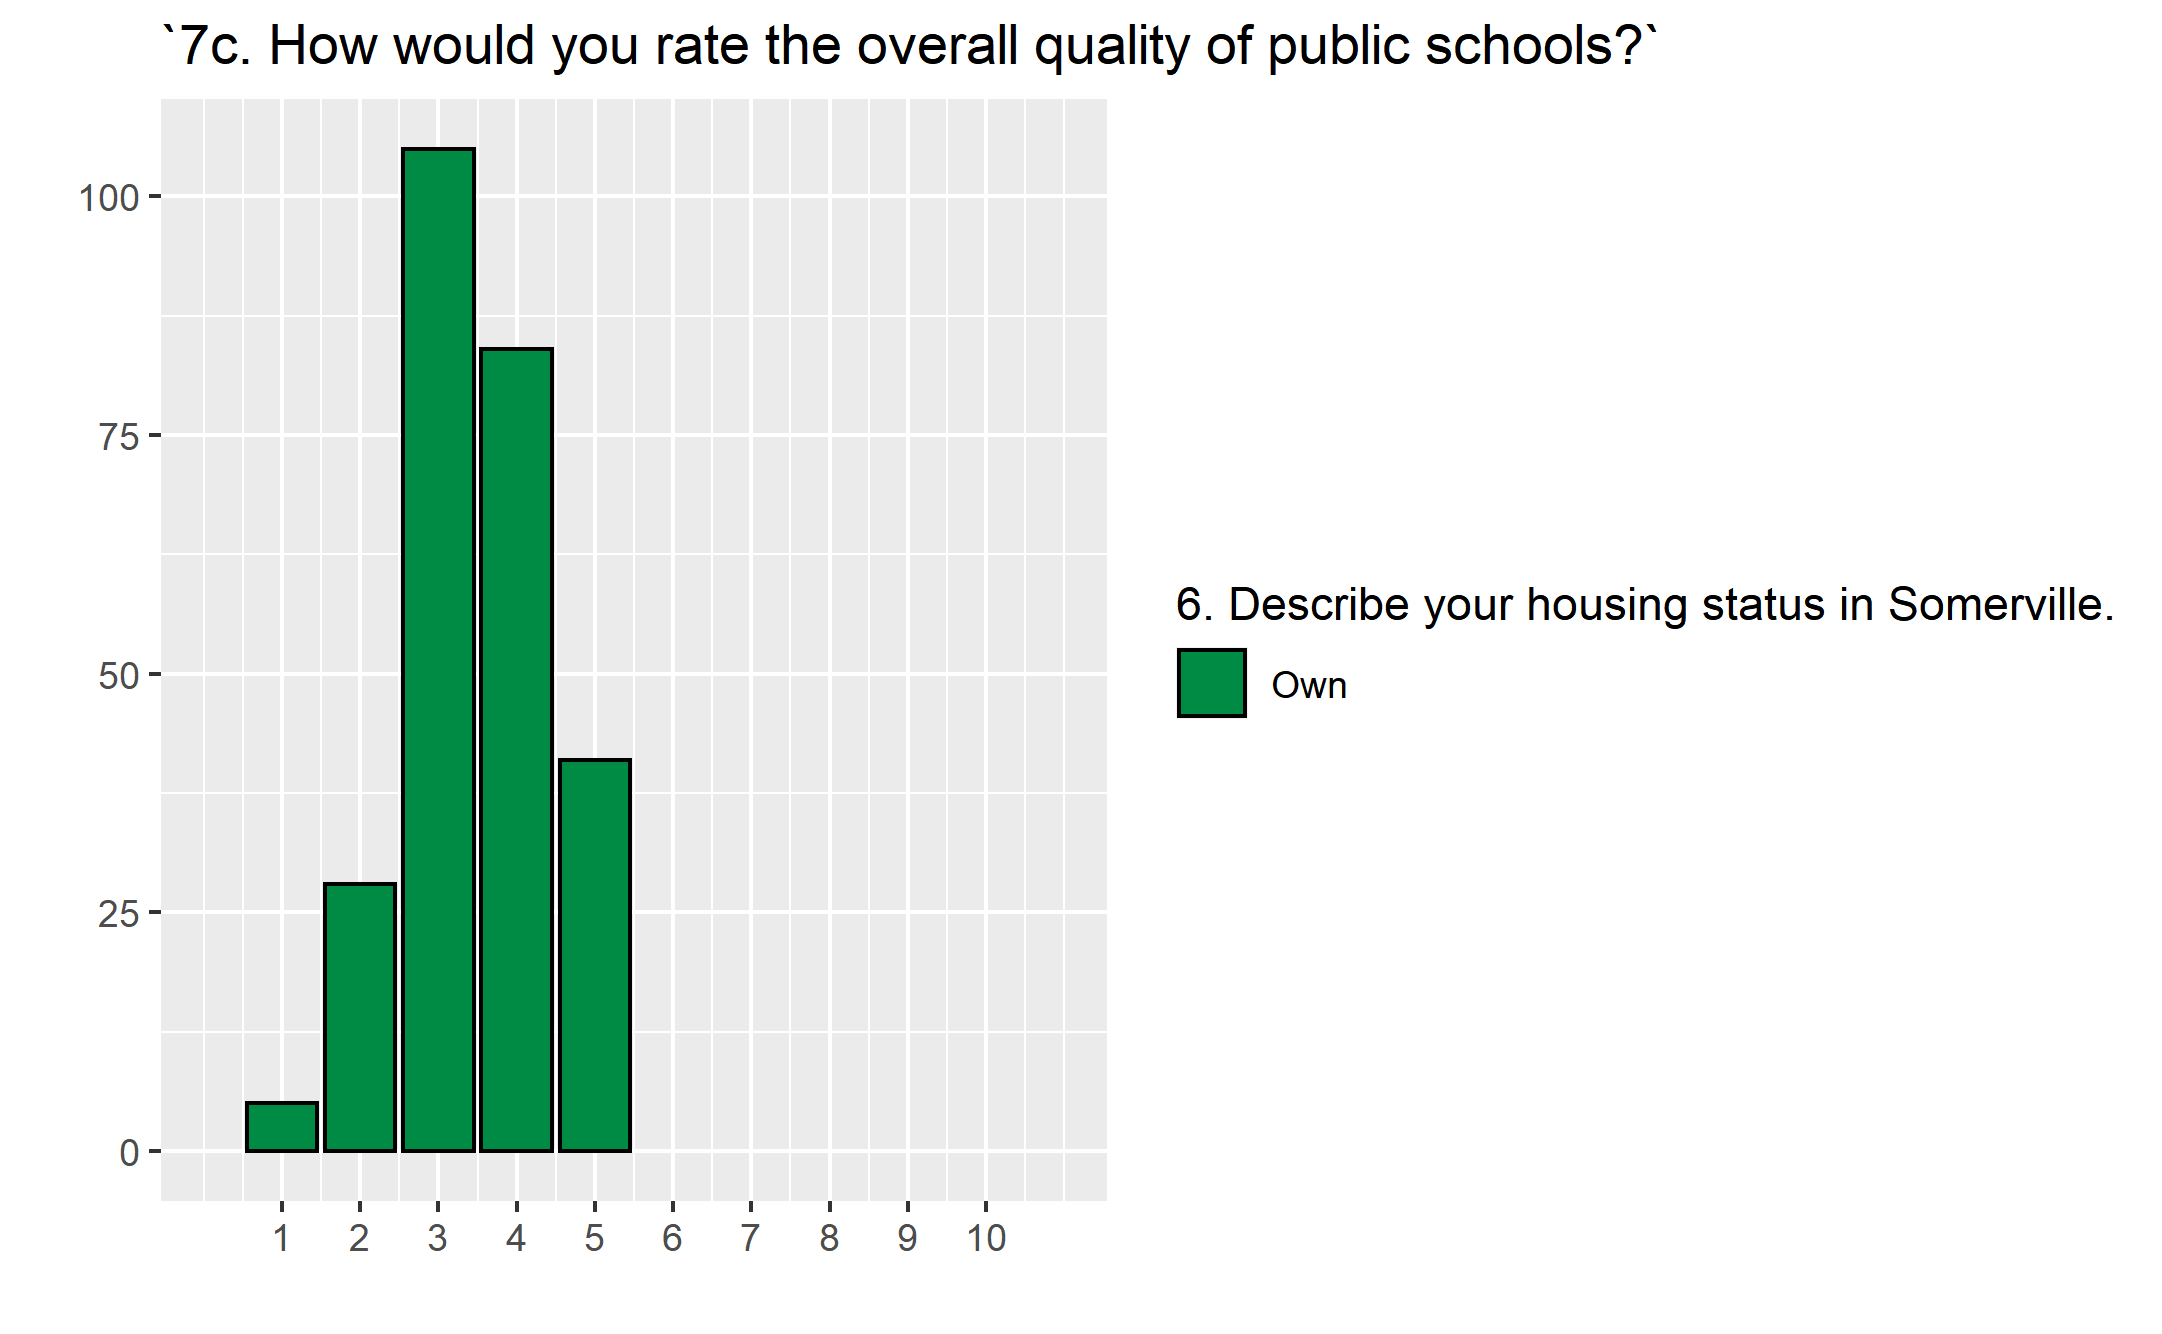 `7c. How would you rate the overall quality of public schools?`
100
75
50
25
0
1 2 3 4 5 6 7 8 9 10
6. Describe your housing status in Somerville.
Own